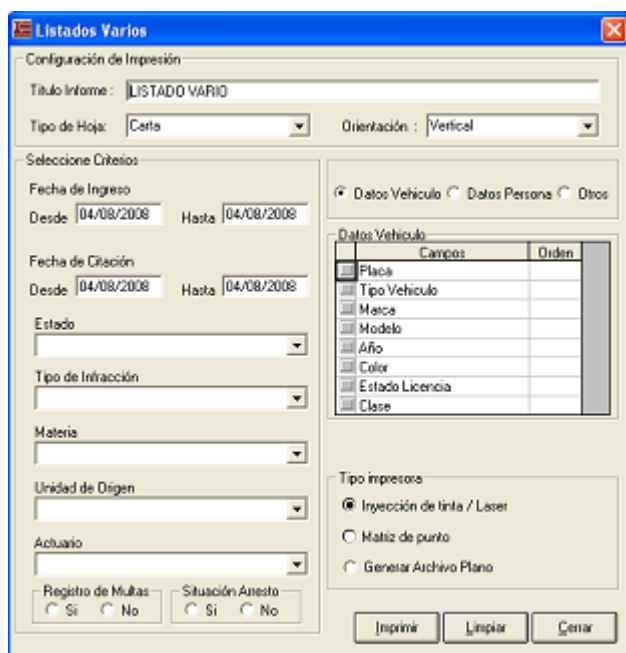 Listados Varios
Configuración de Impresión
Titulo Informe :
LISTADO VARIO
Tipo de Hoja:
Carta
Orientación :
Vertical
Seleccione Criterios
Fecha de Ingreso
Desde 04/08/2008 Hasta 04/08/2008
Fecha de Citación
Desde 04/08/2008 Hasta 04/08/2008
Estado
Tipo de Infracción
Materia
Unidad de Origen
Actuario
Registro de Multas
Si No
Situación Arresto
Si No
Datos Vehiculo Datos Persona Otros
Datos Vehiculo
Campos Orden
Placa
Tipo Vehiculo
Marca
Modelo
Año
Color
Estado Licencia
Clase
Tipo impresora
Inyección de tinta / Laser
Matriz de punto
Generar Archivo Plano
Imprimir Limpiar Cerrar